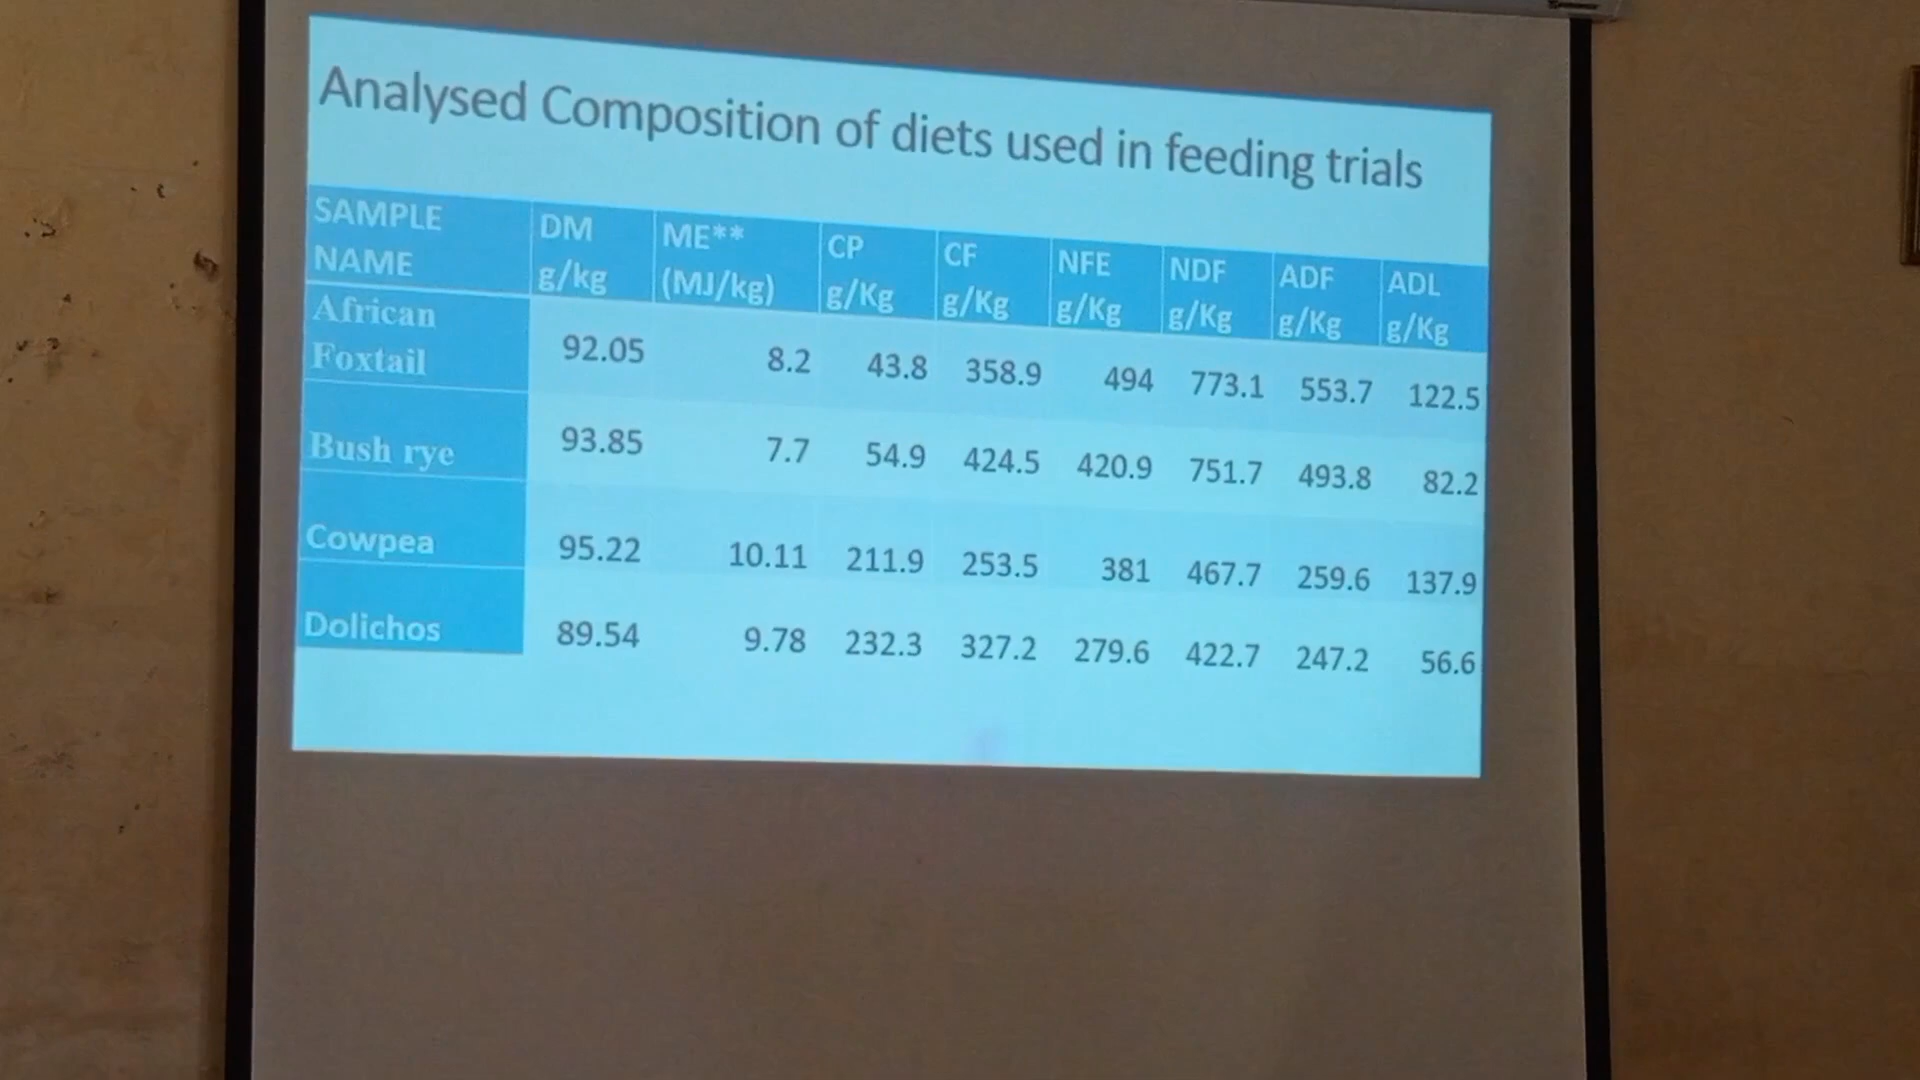 Analysed Composition of diets used in feeding trials
SAMPLE NAME DM g/kg ME** (MJ/kg) CP g/Kg CF g/Kg NFE g/Kg NDF g/Kg ADF g/Kg ADL g/Kg
African Foxtail 92.05 8.2 43.8 358.9 494 773.1 553.7 122.5
Bush rye 93.85 7.7 54.9 424.5 420.9 751.7 493.8 82.2
Cowpea 95.22 10.11 211.9 253.5 381 467.7 259.6 137.9
Dolichos 89.54 9.78 232.3 327.2 279.6 422.7 247.2 56.6